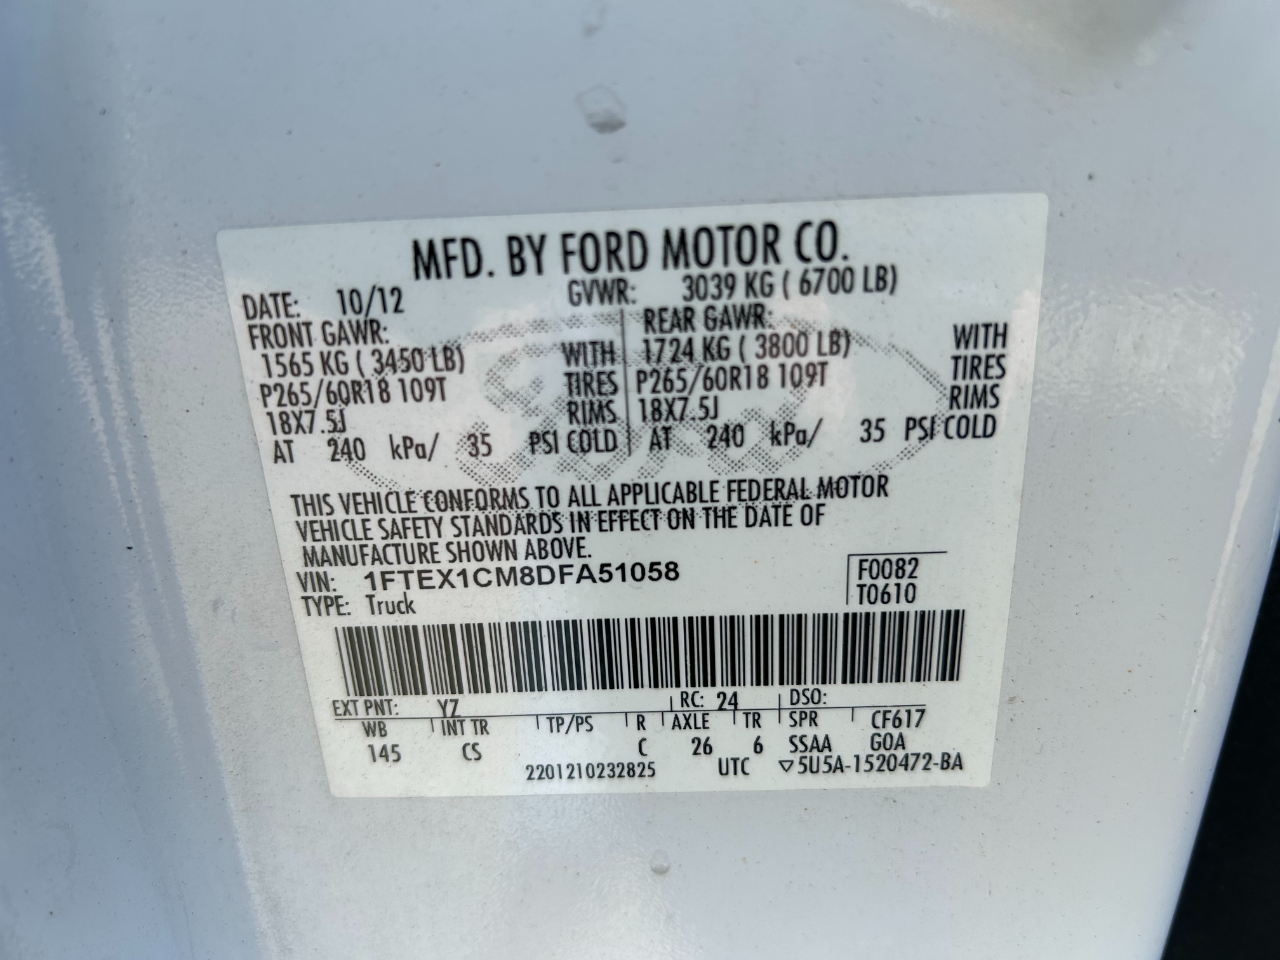 MFD. BY FORD MOTOR CO.
DATE: 10/12 GVWR: 3039 KG ( 6700 LB)
FRONT GAWR: REAR GAWR:
1565 KG ( 3450 LB) WITH 1724 KG ( 3800 LB) WITH
P265/60R18 109T TIRES P265/60R18 109T TIRES
18X7.5J RIMS 18X7.5J RIMS
AT 240 kPa/ 35 PSI COLD AT 240 kPa/ 35 PSI COLD
THIS VEHICLE CONFORMS TO ALL APPLICABLE FEDERAL MOTOR
VEHICLE SAFETY STANDARDS IN EFFECT ON THE DATE OF
MANUFACTURE SHOWN ABOVE.
VIN: 1FTEX1CM8DFA51058 F0082
TYPE: Truck T0610
EXT PNT: YZ RC: 24 DSO:
WB INT TR TP/PS R AXLE TR SPR CF617
145 CS C 26 6 SSAA G0A
2201210232825 UTC ▽5U5A-1520472-BA